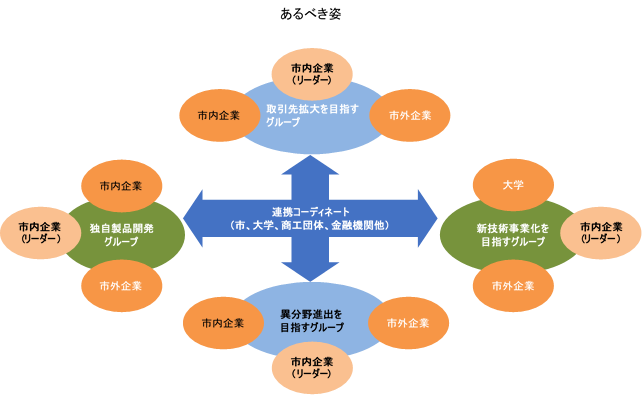 あるべき姿
市内企業
（リーダー）
市内企業
取引先拡大を目指す
グループ
市外企業
市内企業
大学
市内企業
（リーダー）
独自製品開発
グループ
連携コーディネート
（市、大学、商工団体、金融機関他）
新技術事業化を
目指すグループ
市内企業
（リーダー）
市外企業
市外企業
市内企業
異分野進出を
目指すグループ
市外企業
市内企業
（リーダー）